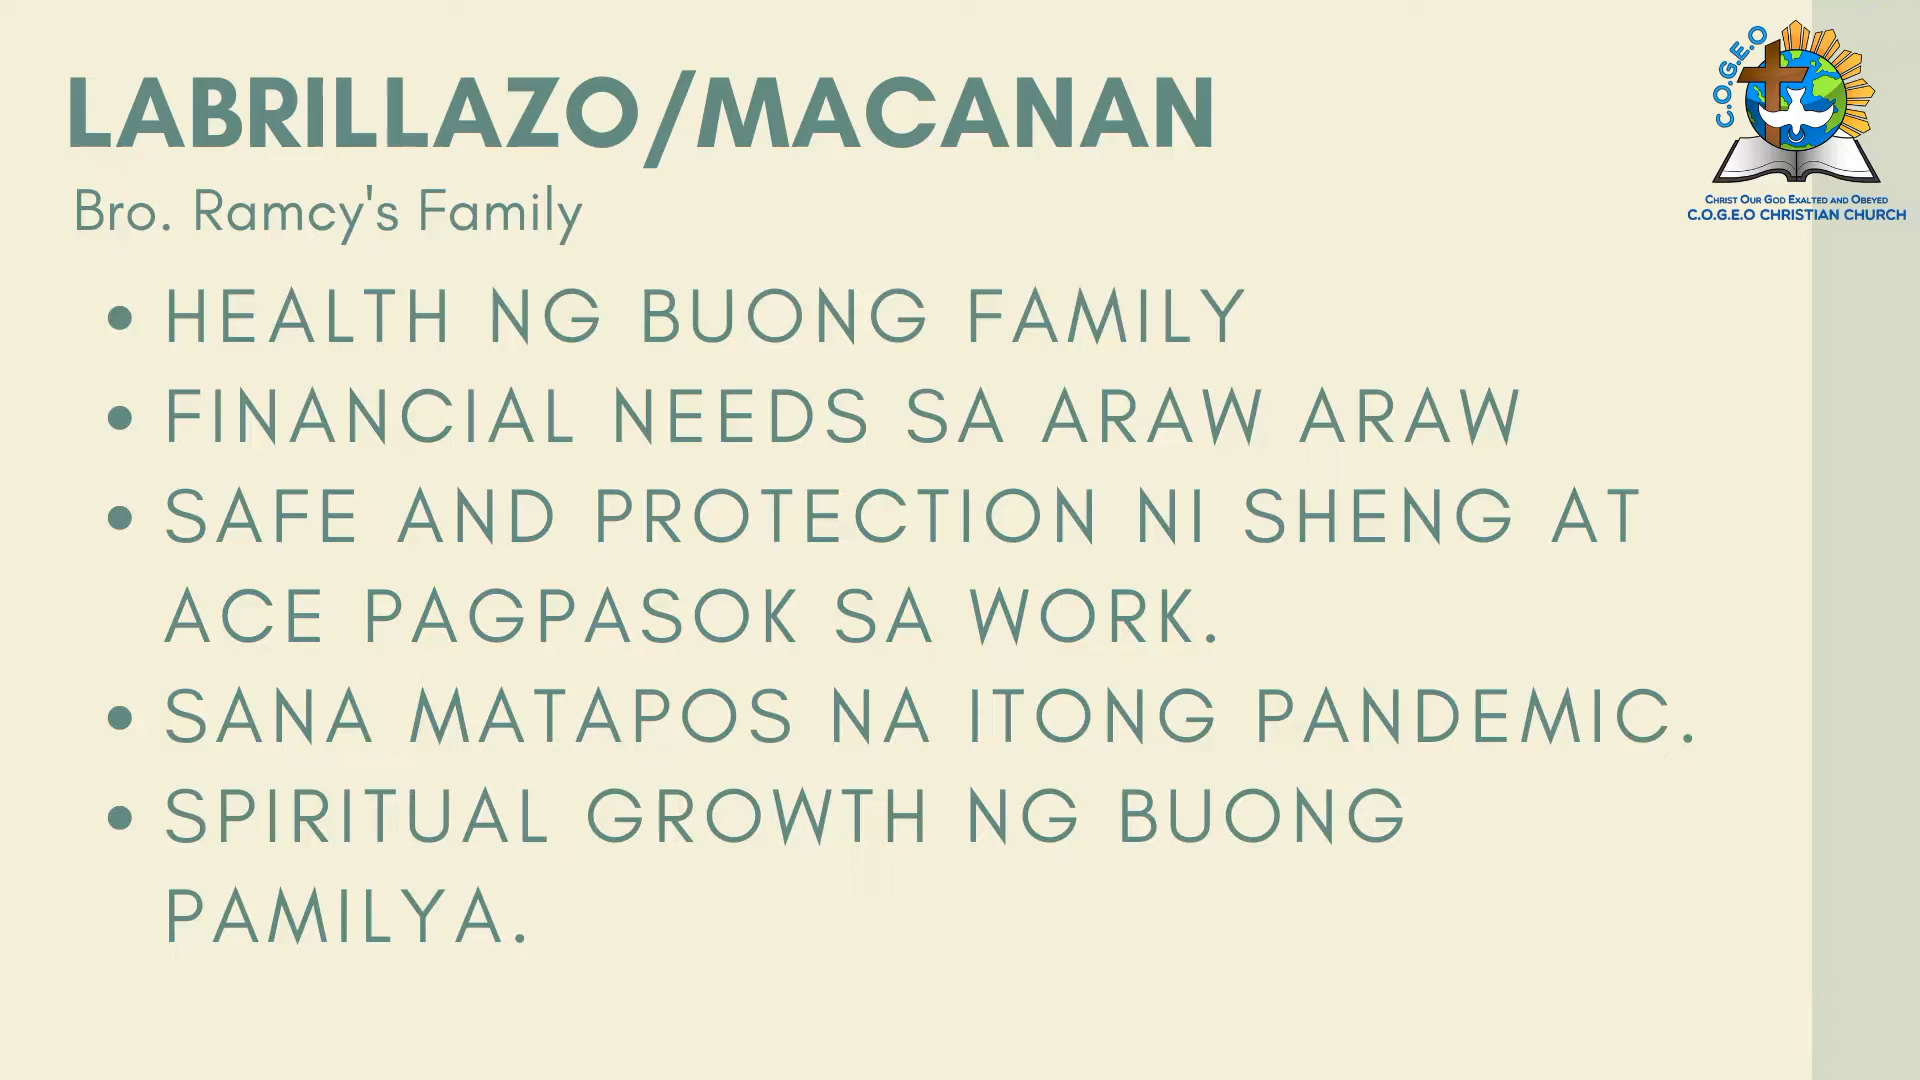 LABRILLAZO/MACANAN
Bro. Ramcy's Family
• HEALTH NG BUONG FAMILY
• FINANCIAL NEEDS SA ARAW ARAW
• SAFE AND PROTECTION NI SHENG AT
ACE PAGPASOK SA WORK.
• SANA MATAPOS NA ITONG PANDEMIC.
• SPIRITUAL GROWTH NG BUONG
PAMILYA.
C.O.G.E.O
CHRIST OUR GOD EXALTED AND OBEYED
C.O.G.E.O CHRISTIAN CHURCH